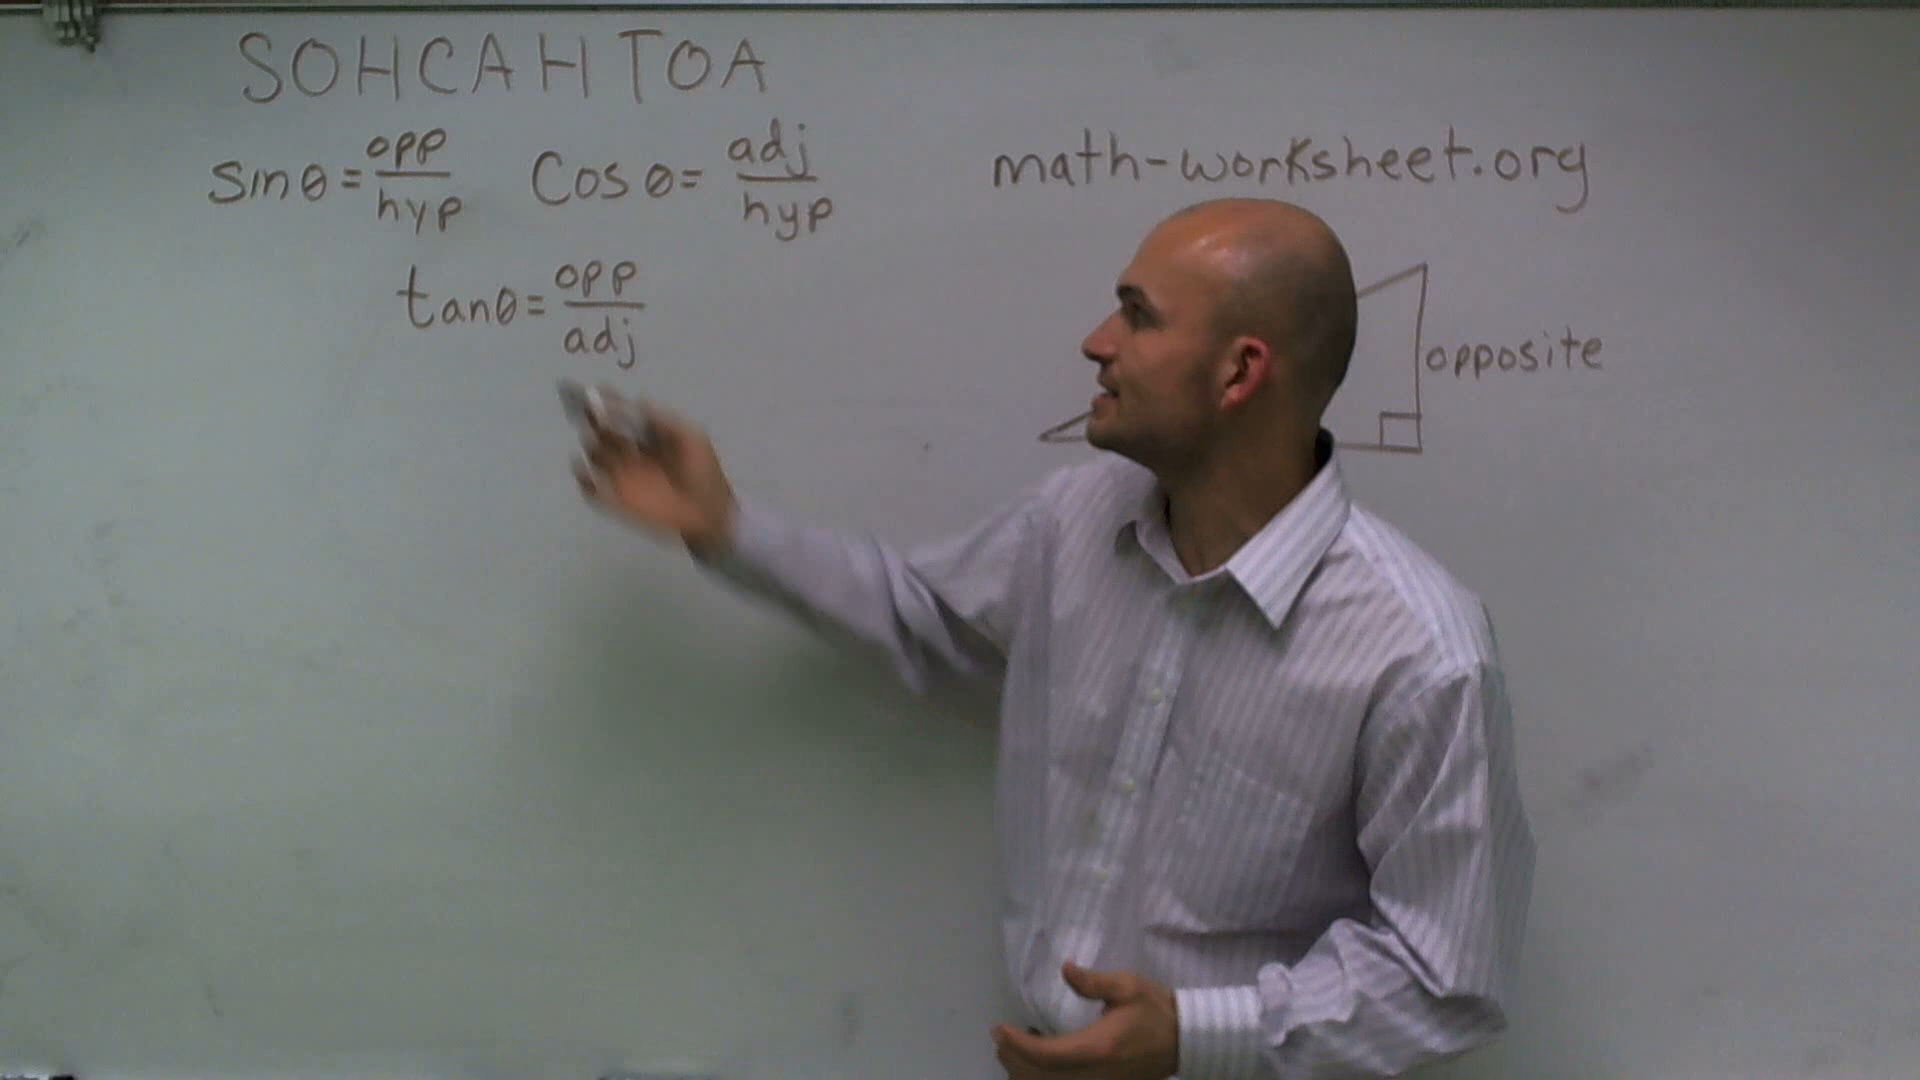 SOHCAHTOA
sinθ = opp/hyp cosθ = adj/hyp
tanθ = opp/adj
math-worksheet.org
opposite